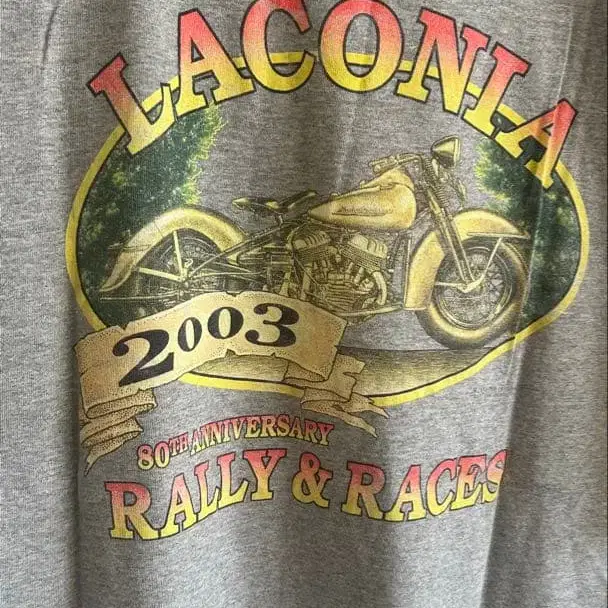 LACONIA
2003
80TH ANNIVERSARY
RALLY & RACES